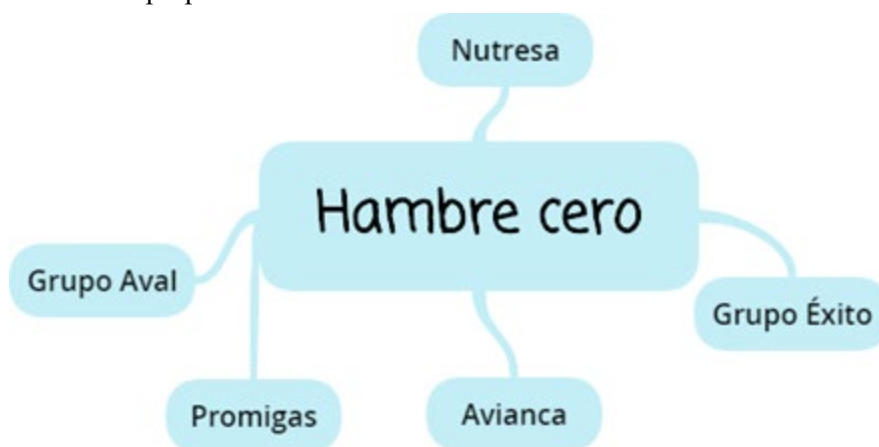 Nutresa
Hambre cero
Grupo Aval
Grupo Éxito
Promigas
Avianca